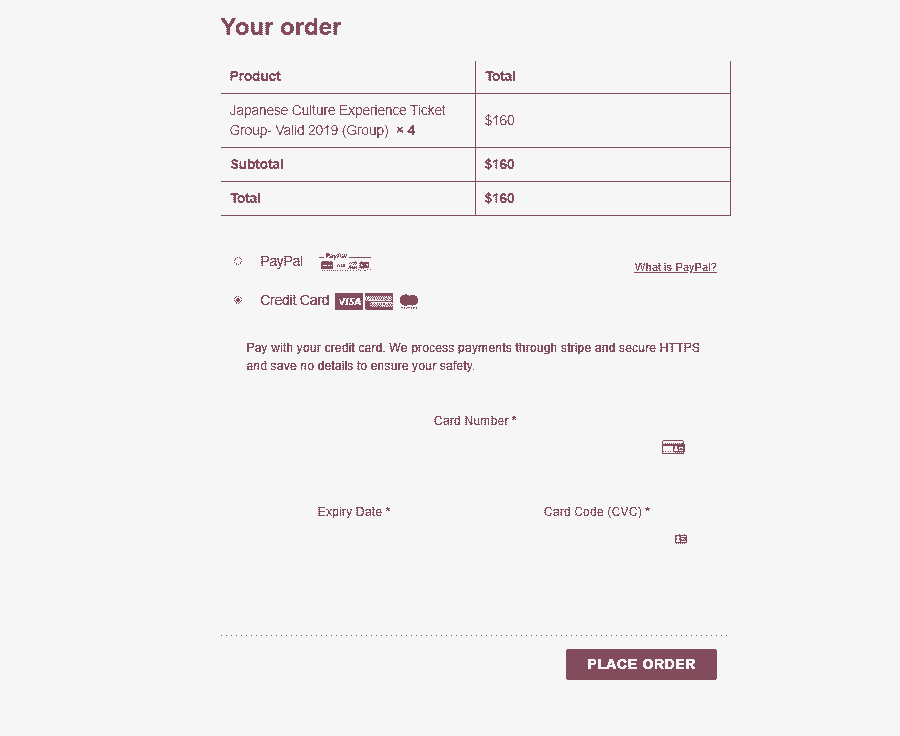 Your order
Product Total
Japanese Culture Experience Ticket
Group- Valid 2019 (Group) × 4 $160
Subtotal $160
Total $160
PayPal PayPal What is PayPal?
Credit Card VISA
Pay with your credit card. We process payments through stripe and secure HTTPS
and save no details to ensure your safety.
Card Number *
Expiry Date * Card Code (CVC) *
PLACE ORDER